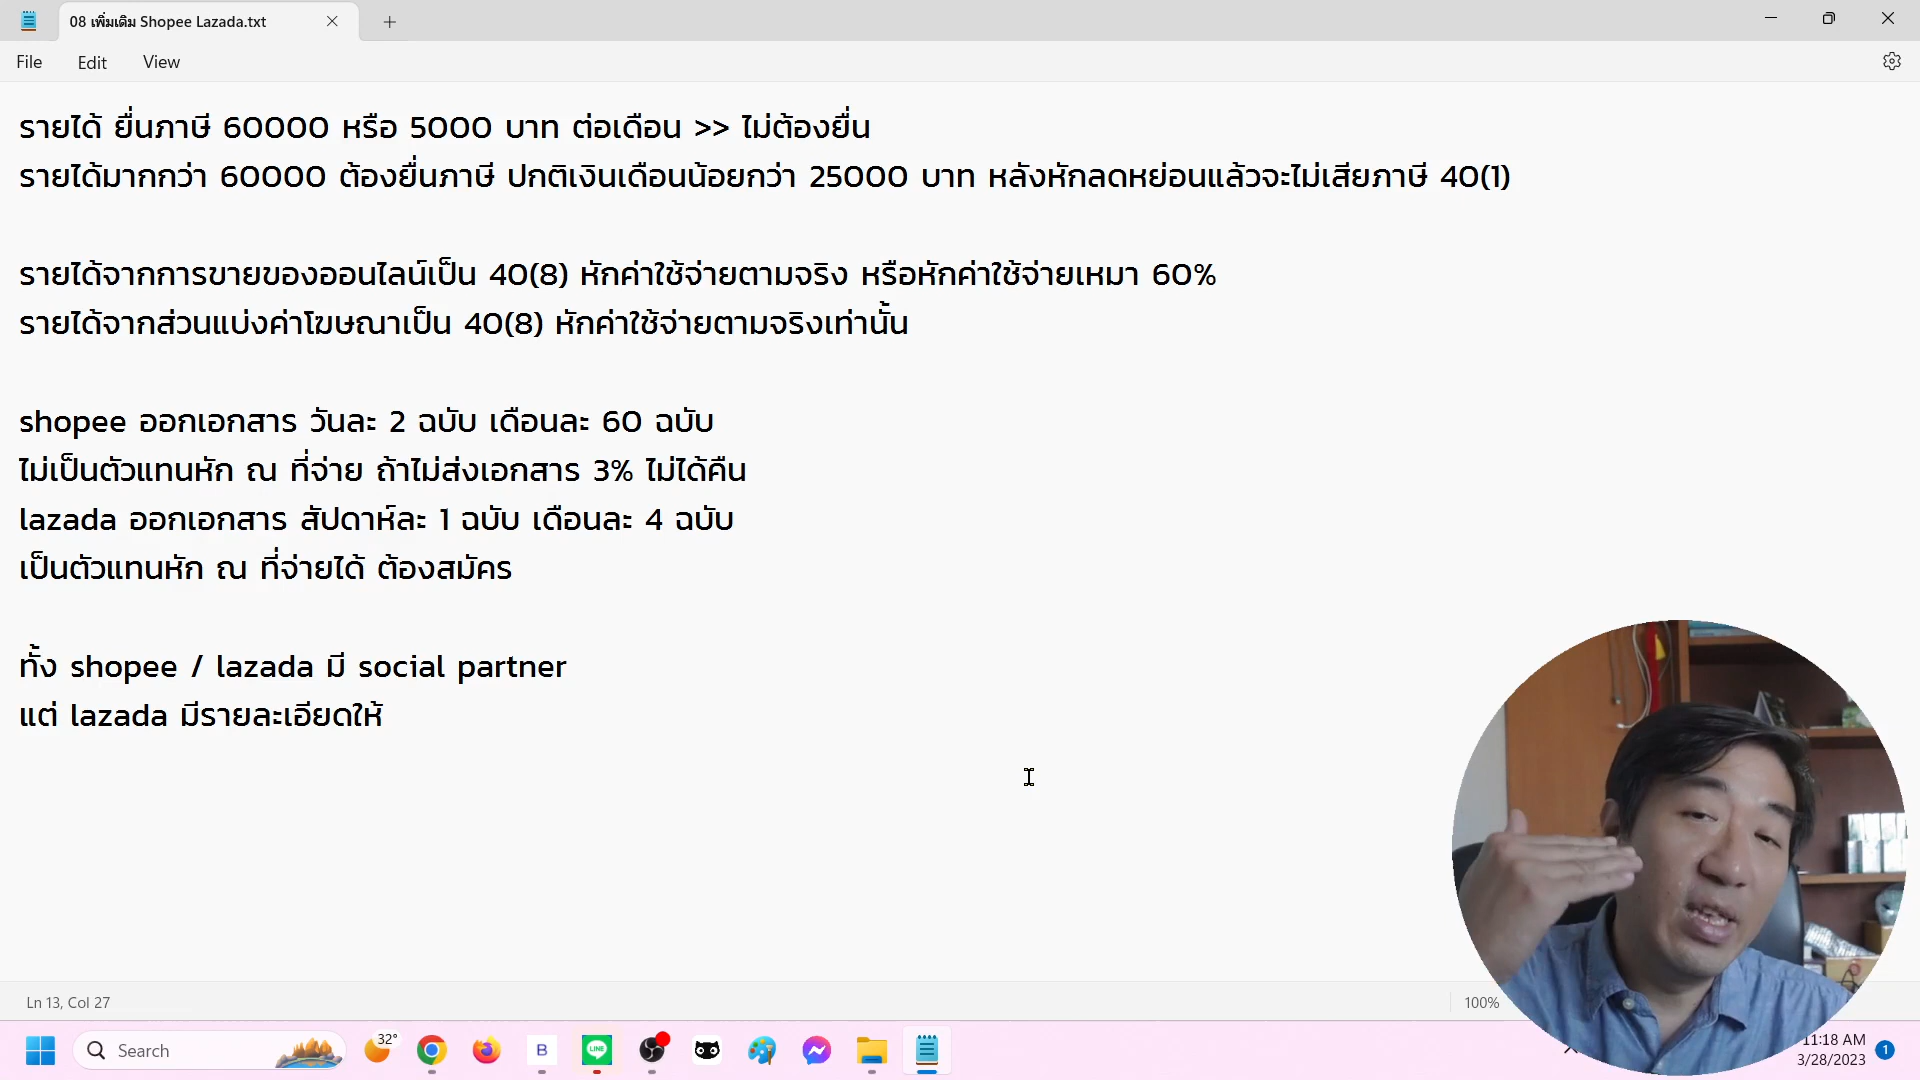 08 เพิ่มเติม Shopee Lazada.txt
File Edit View
รายได้ ยื่นภาษี 60000 หรือ 5000 บาท ต่อเดือน >> ไม่ต้องยื่น
รายได้มากกว่า 60000 ต้องยื่นภาษี ปกติเงินเดือนน้อยกว่า 25000 บาท หลังหักลดหย่อนแล้วจะไม่เสียภาษี 40(1)
รายได้จากการขายของออนไลน์เป็น 40(8) หักค่าใช้จ่ายตามจริง หรือหักค่าใช้จ่ายเหมา 60%
รายได้จากส่วนแบ่งค่าโฆษณาเป็น 40(8) หักค่าใช้จ่ายตามจริงเท่านั้น
shopee ออกเอกสาร วันละ 2 ฉบับ เดือนละ 60 ฉบับ
ไม่เป็นตัวแทนหัก ณ ที่จ่าย ถ้าไม่ส่งเอกสาร 3% ไม่ได้คืน
lazada ออกเอกสาร สัปดาห์ละ 1 ฉบับ เดือนละ 4 ฉบับ
เป็นตัวแทนหัก ณ ที่จ่ายได้ ต้องสมัคร
ทั้ง shopee / lazada มี social partner
แต่ lazada มีรายละเอียดให้
Ln 13, Col 27
100%
Search
32°
B
LINE
11:18 AM
3/28/2023
1